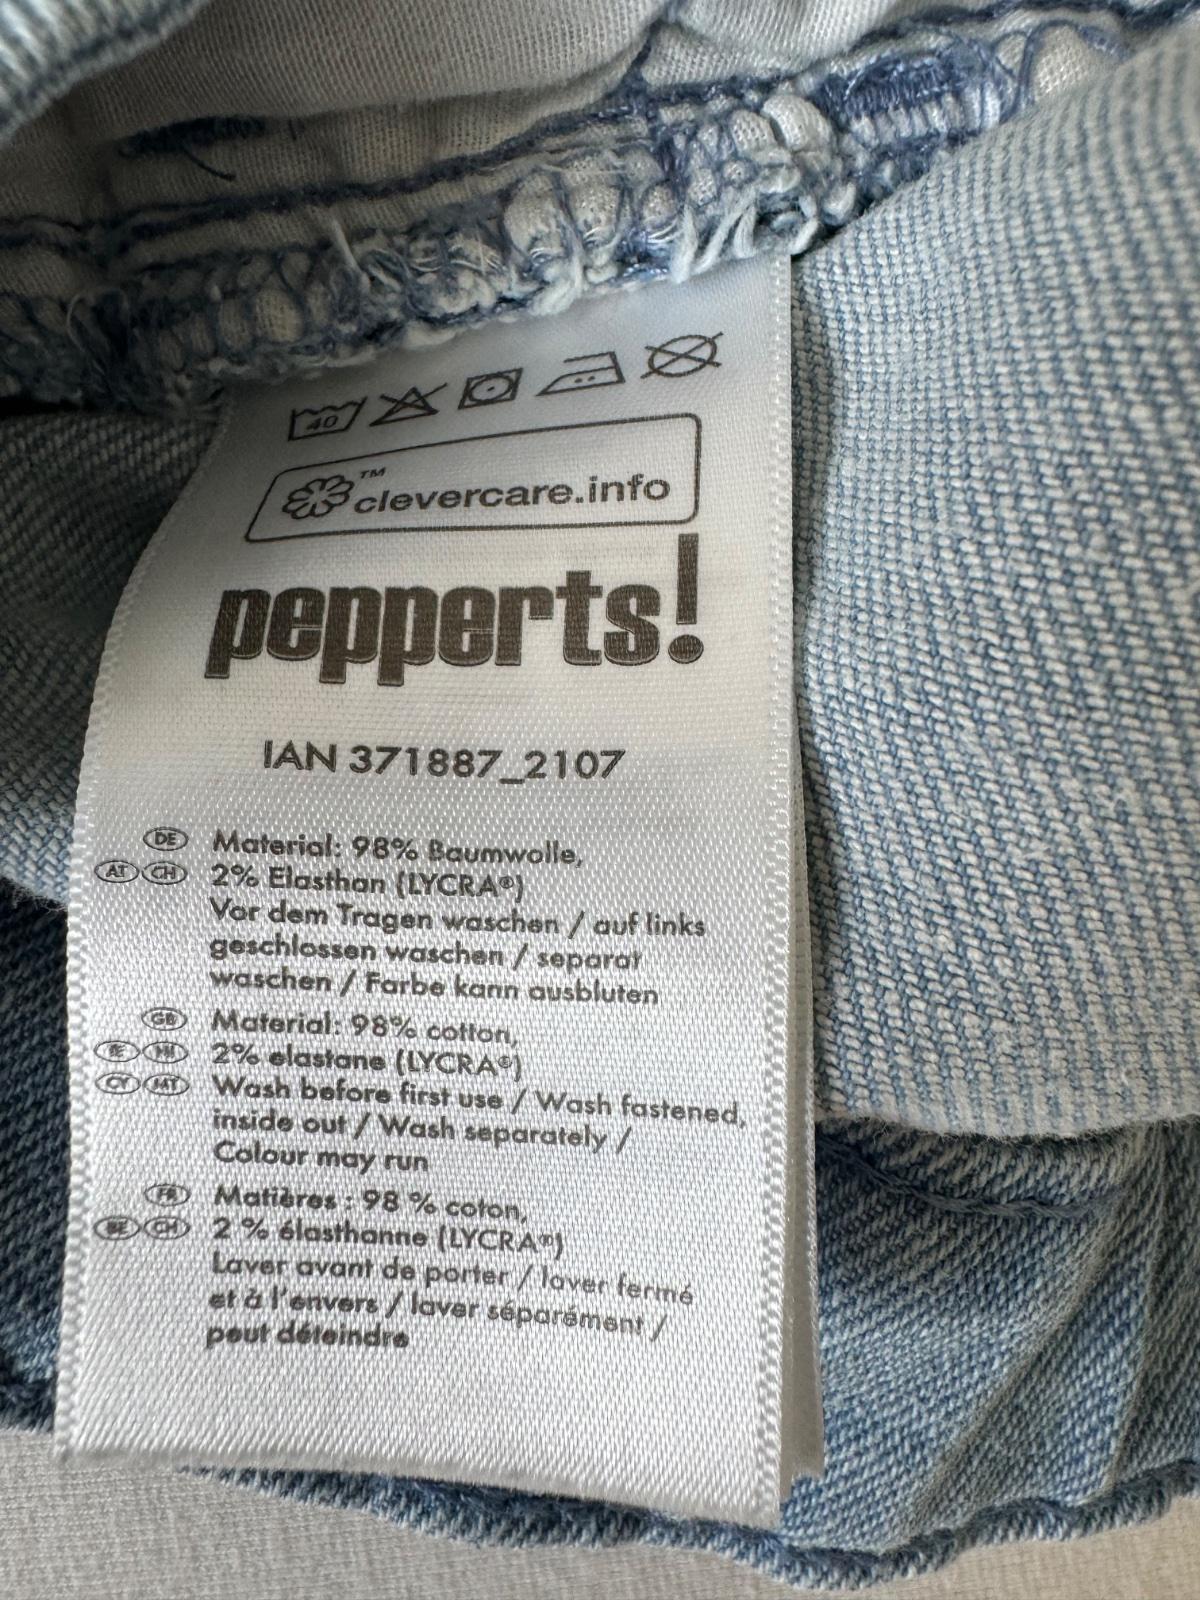 40
™
clevercare.info
pepperts!
IAN 371887_2107
DE Material: 98% Baumwolle,
AT CH 2% Elasthan (LYCRA®)
Vor dem Tragen waschen / auf links
geschlossen waschen / separat
waschen / Farbe kann ausbluten
GB Material: 98% cotton,
IE NI 2% elastane (LYCRA®)
CY MT Wash before first use / Wash fastened,
inside out / Wash separately /
Colour may run
FR Matières : 98 % coton,
BE CH 2 % élasthanne (LYCRA®)
Laver avant de porter / laver fermé
et à l'envers / laver séparément /
peut déteindre